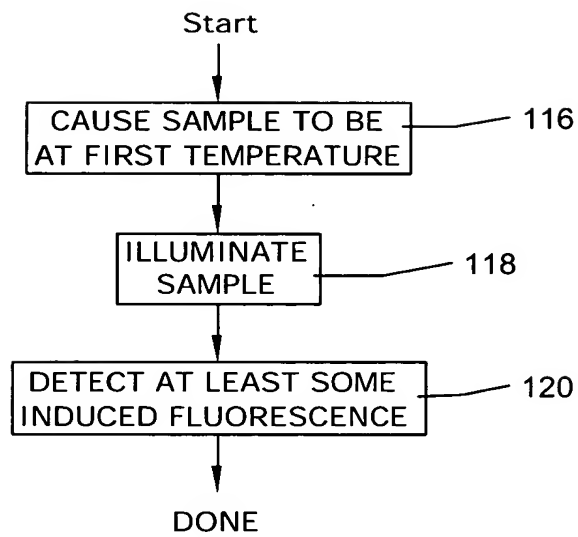 Start
CAUSE SAMPLE TO BE
AT FIRST TEMPERATURE
116
ILLUMINATE
SAMPLE
118
DETECT AT LEAST SOME
INDUCED FLUORESCENCE
120
DONE